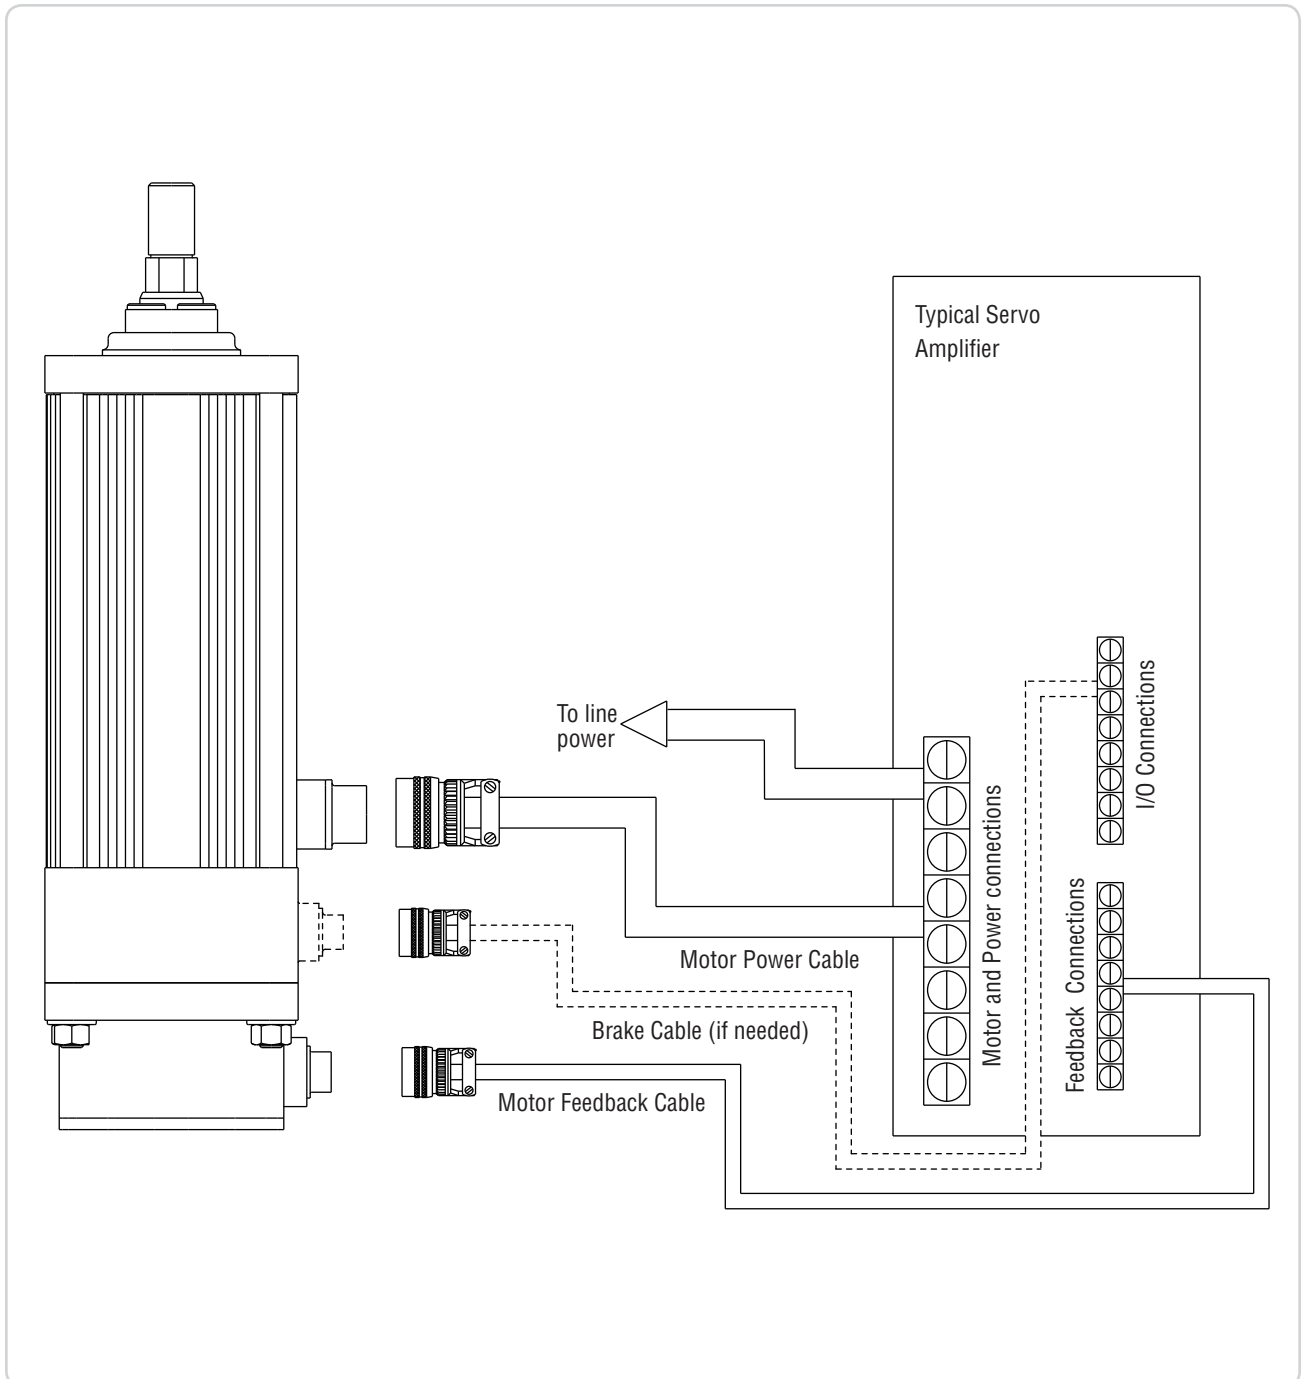 Typical Servo
Amplifier
I/O Connections
To line
power
Motor and Power connections
Feedback Connections
Motor Power Cable
Brake Cable (if needed)
Motor Feedback Cable